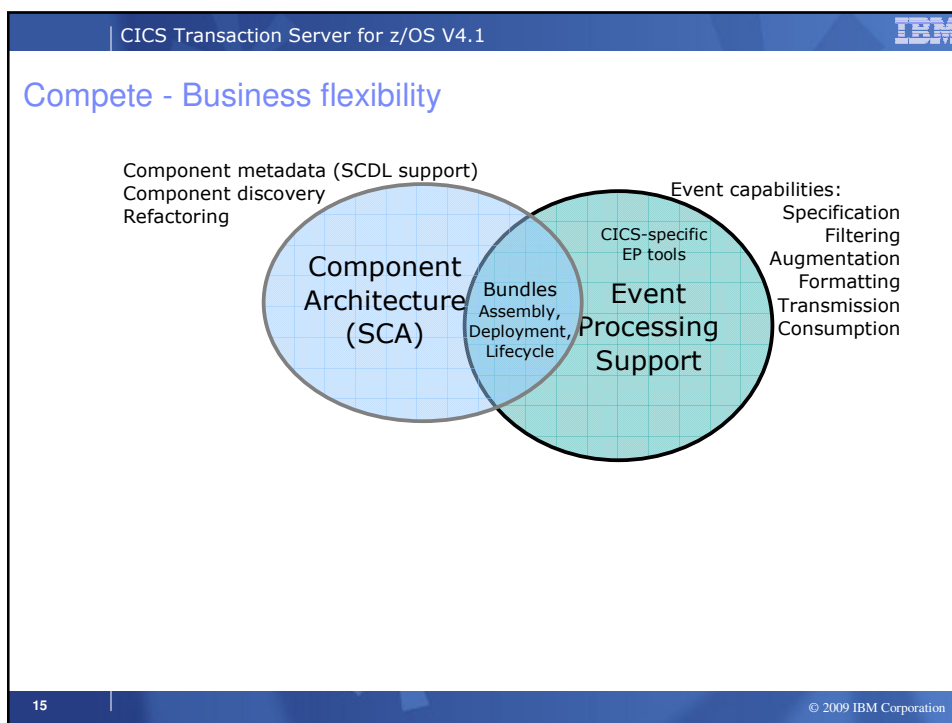 CICS Transaction Server for z/OS V4.1
IBM
Compete - Business flexibility
Component metadata (SCDL support)
Component discovery
Refactoring
Component
Architecture
(SCA)
Bundles
Assembly,
Deployment,
Lifecycle
CICS-specific
EP tools
Event
Processing
Support
Event capabilities:
Specification
Filtering
Augmentation
Formatting
Transmission
Consumption
15
© 2009 IBM Corporation